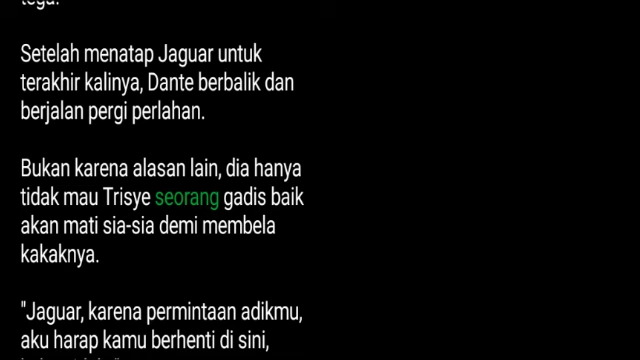 Setelah menatap Jaguar untuk
terakhir kalinya, Dante berbalik dan
berjalan pergi perlahan.
Bukan karena alasan lain, dia hanya
tidak mau Trisye seorang gadis baik
akan mati sia-sia demi membela
kakaknya.
"Jaguar, karena permintaan adikmu,
aku harap kamu berhenti di sini,